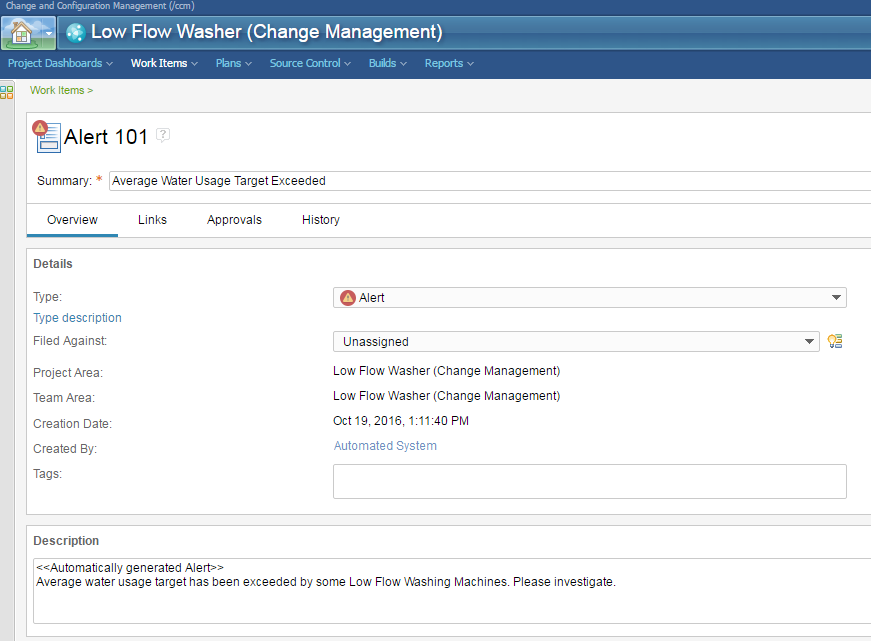 Change and Configuration Management (/ccm)
Low Flow Washer (Change Management)
Project Dashboards Work Items Plans Source Control Builds Reports
Work Items >
Alert 101 ?
Summary: * Average Water Usage Target Exceeded
Overview Links Approvals History
Details
Type: Alert
Type description
Filed Against: Unassigned
Project Area: Low Flow Washer (Change Management)
Team Area: Low Flow Washer (Change Management)
Creation Date: Oct 19, 2016, 1:11:40 PM
Created By: Automated System
Tags:
Description
<<Automatically generated Alert>>
Average water usage target has been exceeded by some Low Flow Washing Machines. Please investigate.